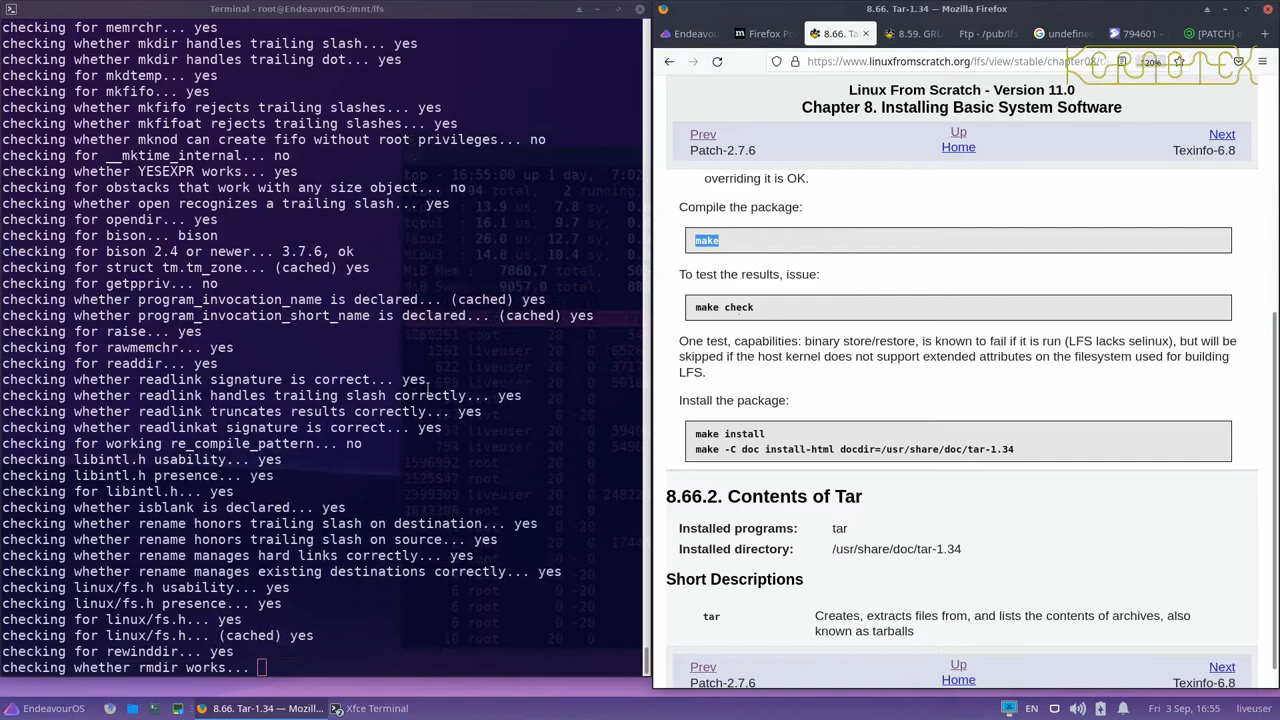 Terminal - root@EndeavourOS:/mnt/lfs
checking for memrchr... yes
checking whether mkdir handles trailing slash... yes
checking whether mkdir handles trailing dot... yes
checking for mkdtemp... yes
checking for mkfifo... yes
checking whether mkfifo rejects trailing slashes... yes
checking whether mkfifoat rejects trailing slashes... yes
checking whether mknod can create fifo without root privileges... no
checking for __mktime_internal... no
checking whether YESEXPR works... yes
checking for obstacks that work with any size object... no
checking whether open recognizes a trailing slash... yes
checking for opendir... yes
checking for bison... bison
checking for bison 2.4 or newer... 3.7.6, ok
checking for struct tm.tm_zone... (cached) yes
checking for getppriv... no
checking whether program_invocation_name is declared... (cached) yes
checking whether program_invocation_short_name is declared... (cached) yes
checking for raise... yes
checking for rawmemchr... yes
checking for readdir... yes
checking whether readlink signature is correct... yes
checking whether readlink handles trailing slash correctly... yes
checking whether readlink truncates results correctly... yes
checking whether readlinkat signature is correct... yes
checking for working re_compile_pattern... no
checking libintl.h usability... yes
checking libintl.h presence... yes
checking for libintl.h... yes
checking whether isblank is declared... yes
checking whether rename honors trailing slash on destination... yes
checking whether rename honors trailing slash on source... yes
checking whether rename manages hard links correctly... yes
checking whether rename manages existing destinations correctly... yes
checking linux/fs.h usability... yes
checking linux/fs.h presence... yes
checking for linux/fs.h... yes
checking for linux/fs.h... (cached) yes
checking for rewinddir... yes
checking whether rmdir works...
8.66. Tar-1.34 — Mozilla Firefox
Endeavou
Firefox Pr
8.66. Tar-1.34
8.59. GRU
Ftp - /pub/lfs
undefined
794601 -
[PATCH] e
https://www.linuxfromscratch.org/lfs/view/stable/chapter08/
120%
Linux From Scratch - Version 11.0
Chapter 8. Installing Basic System Software
Prev Up Next
Patch-2.7.6 Home Texinfo-6.8
overriding it is OK.
Compile the package:
make
To test the results, issue:
make check
One test, capabilities: binary store/restore, is known to fail if it is run (LFS lacks selinux), but will be
skipped if the host kernel does not support extended attributes on the filesystem used for building
LFS.
Install the package:
make install
make -C doc install-html docdir=/usr/share/doc/tar-1.34
8.66.2. Contents of Tar
Installed programs: tar
Installed directory: /usr/share/doc/tar-1.34
Short Descriptions
tar Creates, extracts files from, and lists the contents of archives, also
known as tarballs
Prev Up Next
Patch-2.7.6 Home Texinfo-6.8
EndeavourOS
8.66. Tar-1.34 — Mozill...
Xfce Terminal
EN
Fri 3 Sep, 16:55
liveuser